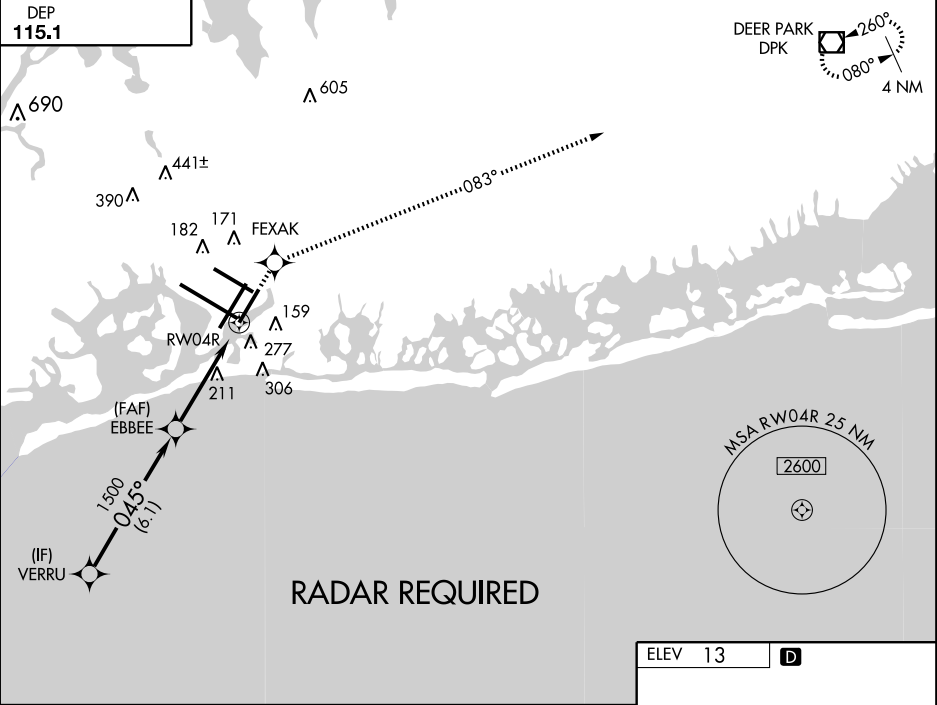 DEP
115.1
DEER PARK
DPK
260°
080°
4 NM
605
690
441±
390
083°
171
182
FEXAK
159
RW04R
277
211
306
(FAF)
EBBEE
1500
045°
(6.1)
(IF)
VERRU
MSA RW04R 25 NM
2600
RADAR REQUIRED
ELEV 13 D